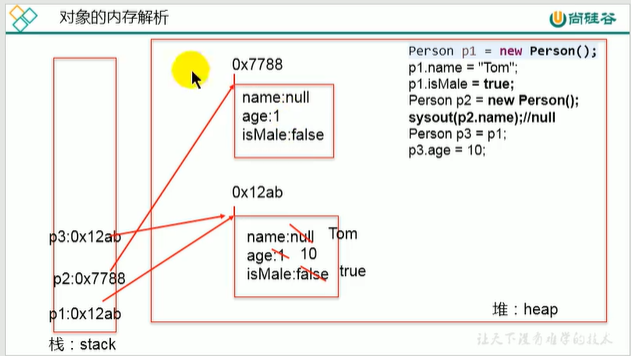 对象的内存解析
尚硅谷
0x7788
name:null
age:1
isMale:false
Person p1 = new Person();
p1.name = "Tom";
p1.isMale = true;
Person p2 = new Person();
sysout(p2.name);//null
Person p3 = p1;
p3.age = 10;
0x12ab
name:null Tom
age:1 10
isMale:false true
p3:0x12ab
p2:0x7788
p1:0x12ab
堆：heap
栈：stack
让天下没有难学的技术